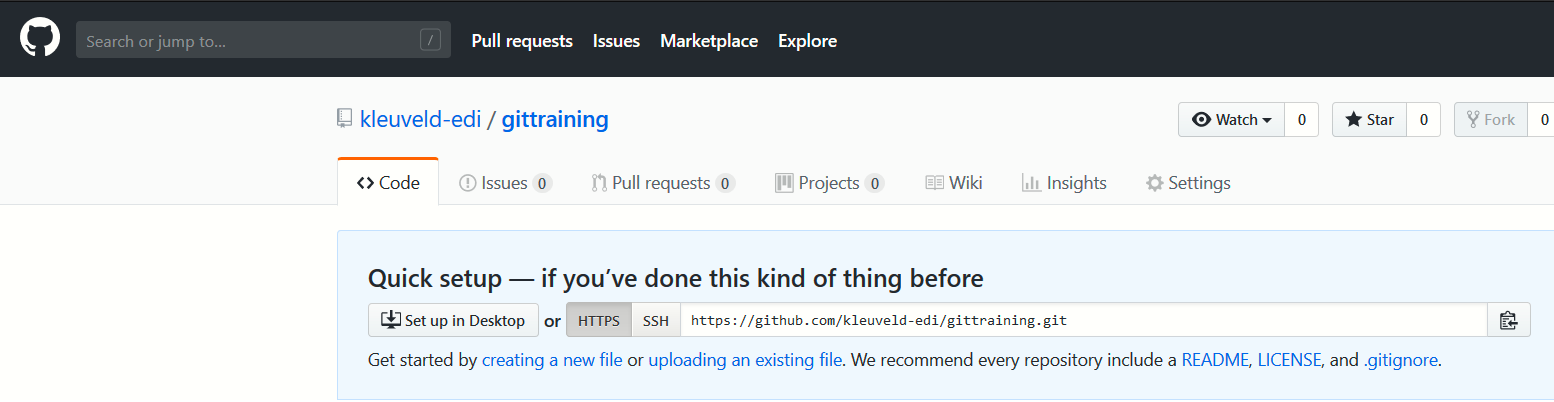 Search or jump to... / Pull requests Issues Marketplace Explore
kleuveld-edi / gittraining Watch 0 Star 0 Fork 0
Code Issues 0 Pull requests 0 Projects 0 Wiki Insights Settings
Quick setup — if you’ve done this kind of thing before
Set up in Desktop or HTTPS SSH https://github.com/kleuveld-edi/gittraining.git
Get started by creating a new file or uploading an existing file. We recommend every repository include a README, LICENSE, and .gitignore.